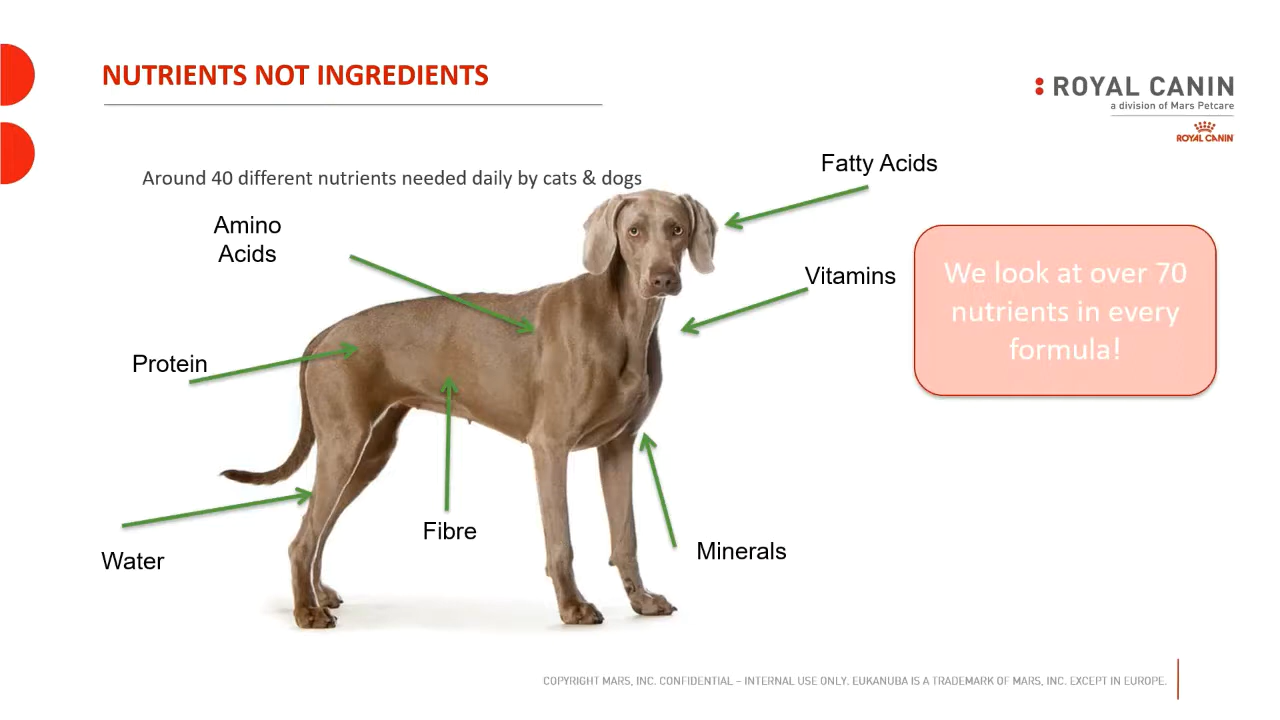 NUTRIENTS NOT INGREDIENTS
ROYAL CANIN
a division of Mars Petcare
ROYAL CANIN
Around 40 different nutrients needed daily by cats & dogs
Fatty Acids
Amino
Acids
Vitamins
We look at over 70
nutrients in every
formula!
Protein
Fibre
Water
Minerals
COPYRIGHT MARS, INC. CONFIDENTIAL – INTERNAL USE ONLY. EUKANUBA IS A TRADEMARK OF MARS, INC. EXCEPT IN EUROPE.